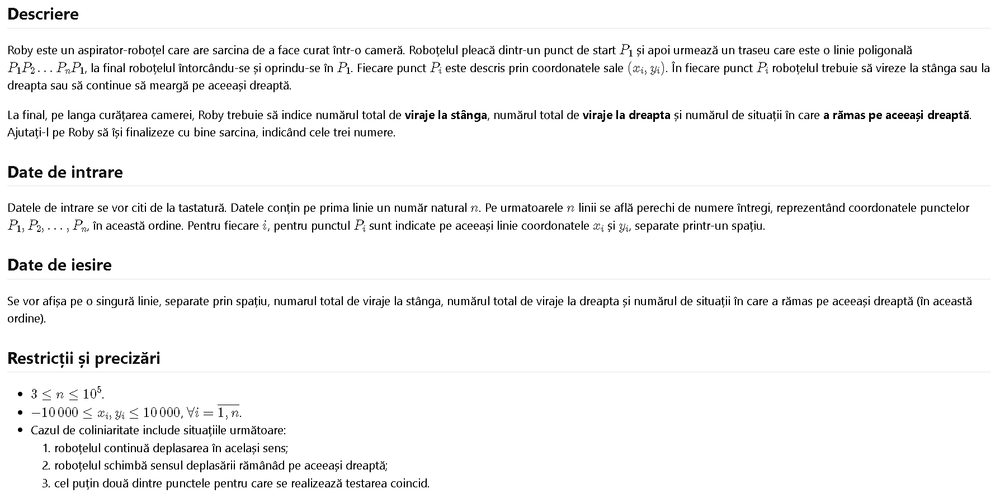 Descriere
Roby este un aspirator-roboțel care are sarcina de a face curat într-o cameră. Roboțelul pleacă dintr-un punct de start $P_1$ și apoi urmează un traseu care este o linie poligonală
$P_1P_2 \ldots P_nP_1$, la final roboțelul întorcându-se și oprindu-se în $P_1$. Fiecare punct $P_i$ este descris prin coordonatele sale $(x_i, y_i)$. În fiecare punct $P_i$ roboțelul trebuie să vireze la stânga sau la
dreapta sau să continue să meargă pe aceeași dreaptă.
La final, pe langa curățarea camerei, Roby trebuie să indice numărul total de viraje la stânga, numărul total de viraje la dreapta și numărul de situații în care a rămas pe aceeași dreaptă.
Ajutați-l pe Roby să își finalizeze cu bine sarcina, indicând cele trei numere.
Date de intrare
Datele de intrare se vor citi de la tastatură. Datele conțin pe prima linie un număr natural $n$. Pe urmatoarele $n$ linii se află perechi de numere întregi, reprezentând coordonatele punctelor
$P_1, P_2, \ldots, P_n$, în această ordine. Pentru fiecare $i$, pentru punctul $P_i$ sunt indicate pe aceeași linie coordonatele $x_i$ și $y_i$, separate printr-un spațiu.
Date de iesire
Se vor afișa pe o singură linie, separate prin spațiu, numarul total de viraje la stânga, numărul total de viraje la dreapta și numărul de situații în care a rămas pe aceeași dreaptă (în această
ordine).
Restricții și precizări
• $3 \leq n \leq 10^5$.
• $-10\,000 \leq x_i, y_i \leq 10\,000, \forall i = \overline{1, n}$.
• Cazul de coliniaritate include situațiile următoare:
1. roboțelul continuă deplasarea în același sens;
2. roboțelul schimbă sensul deplasării rămânâd pe aceeași dreaptă;
3. cel puțin două dintre punctele pentru care se realizează testarea coincid.